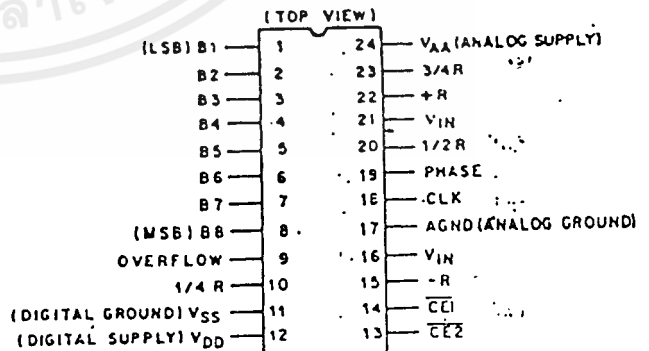 (TOP VIEW)
(LSB) B1 1 24 VAA (ANALOG SUPPLY)
B2 2 23 3/4 R
B3 3 22 +R
B4 4 21 VIN
B5 5 20 1/2 R
B6 6 19 PHASE
B7 7 18 CLK
(MSB) B8 8 17 AGND (ANALOG GROUND)
OVERFLOW 9 16 VIN
1/4 R 10 15 -R
(DIGITAL GROUND) VSS 11 14 CE1
(DIGITAL SUPPLY) VDD 12 13 CE2